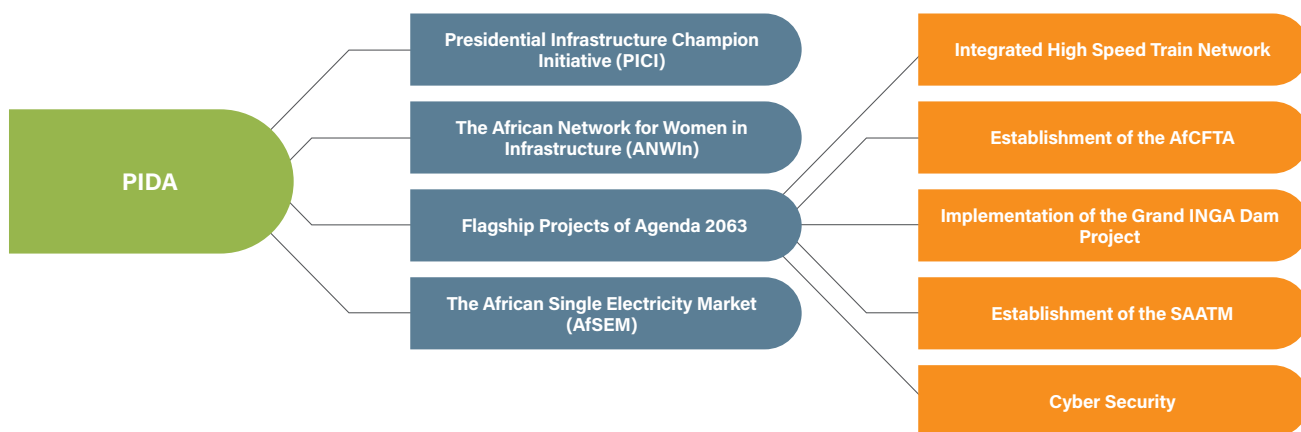 PIDA
Presidential Infrastructure Champion
Initiative (PICI)
The African Network for Women in
Infrastructure (ANWIn)
Flagship Projects of Agenda 2063
The African Single Electricity Market
(AfSEM)
Integrated High Speed Train Network
Establishment of the AfCFTA
Implementation of the Grand INGA Dam
Project
Establishment of the SAATM
Cyber Security